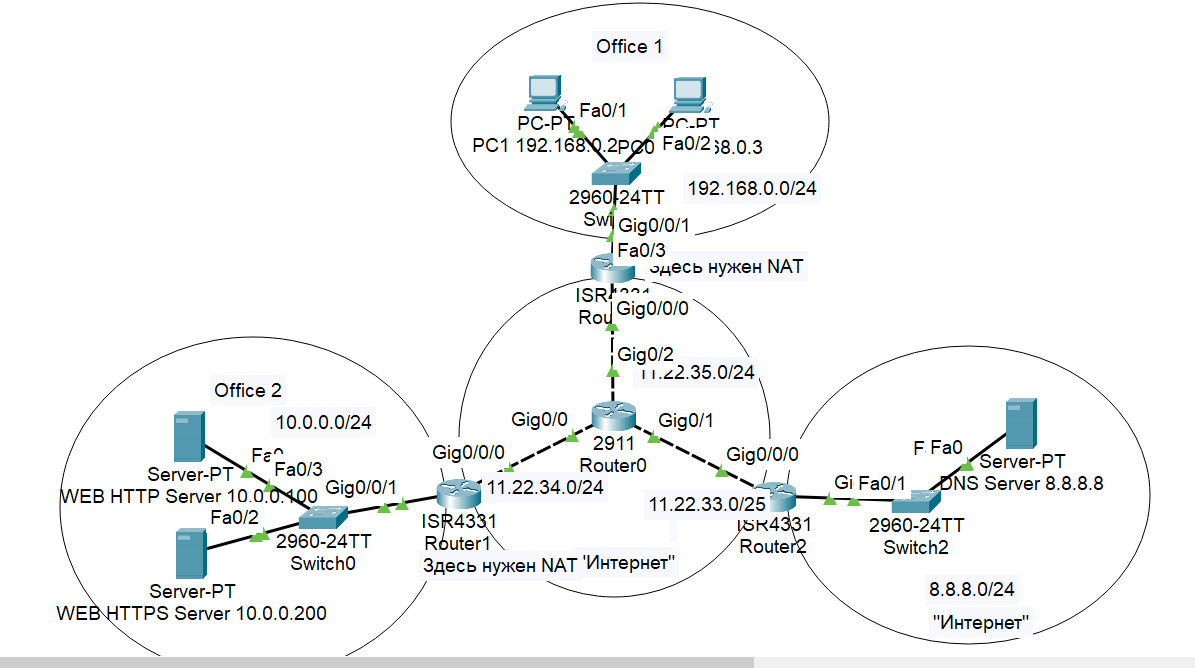 Office 1
Fa0/1
PC-PT
PC-PT
PC1 192.168.0.2
PC0
Fa0/2
68.0.3
192.168.0.0/24
2960-24TT
Swi
Gig0/0/1
Fa0/3
Здесь нужен NAT
ISR4331
Rou
Gig0/0/0
Gig0/2
11.22.35.0/24
Office 2
10.0.0.0/24
Gig0/0
Gig0/1
2911
Router0
Gig0/0/0
Gig0/0/0
Fa0
Fa0/3
Server-PT
WEB HTTP Server 10.0.0.100
Gig0/0/1
11.22.34.0/24
11.22.33.0/25
F
Fa0
Server-PT
DNS Server 8.8.8.8
Gi
Fa0/1
Fa0/2
ISR4331
Router1
ISR4331
Router2
2960-24TT
Switch0
2960-24TT
Switch2
Здесь нужен NAT
"Интернет"
Server-PT
WEB HTTPS Server 10.0.0.200
8.8.8.0/24
"Интернет"